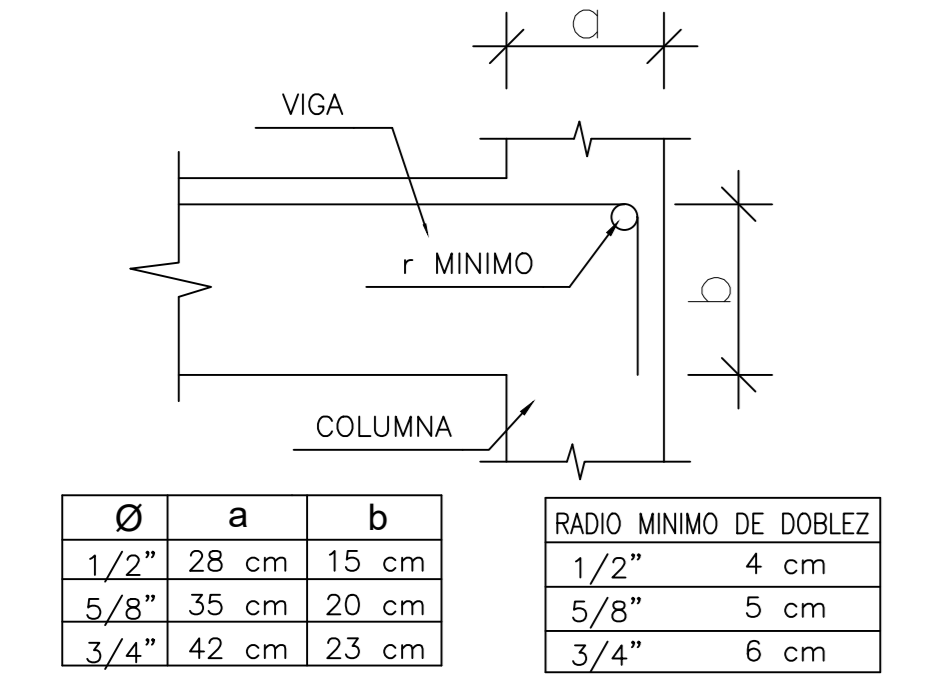 a
VIGA
r MINIMO
b
COLUMNA
Ø a b
1/2” 28 cm 15 cm
5/8” 35 cm 20 cm
3/4” 42 cm 23 cm
RADIO MINIMO DE DOBLEZ
1/2” 4 cm
5/8” 5 cm
3/4” 6 cm